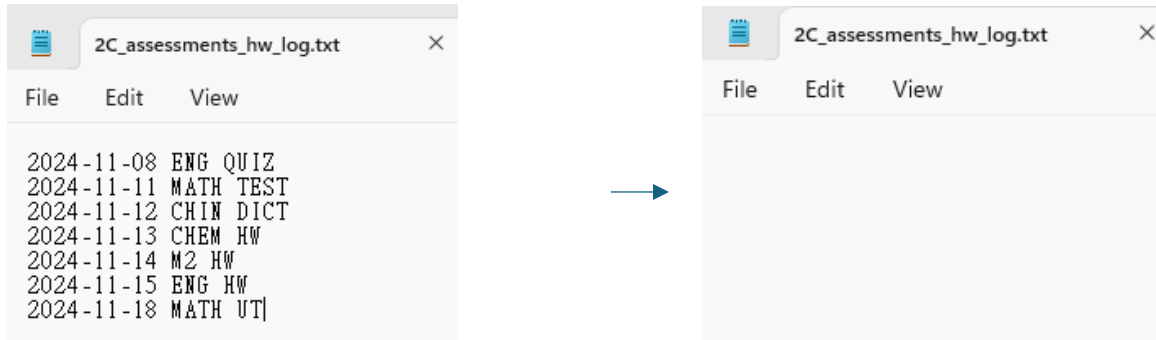 2C_assessments_hw_log.txt
File Edit View
2024-11-08 ENG QUIZ
2024-11-11 MATH TEST
2024-11-12 CHIN DICT
2024-11-13 CHEM HW
2024-11-14 M2 HW
2024-11-15 ENG HW
2024-11-18 MATH UT
2C_assessments_hw_log.txt
File Edit View